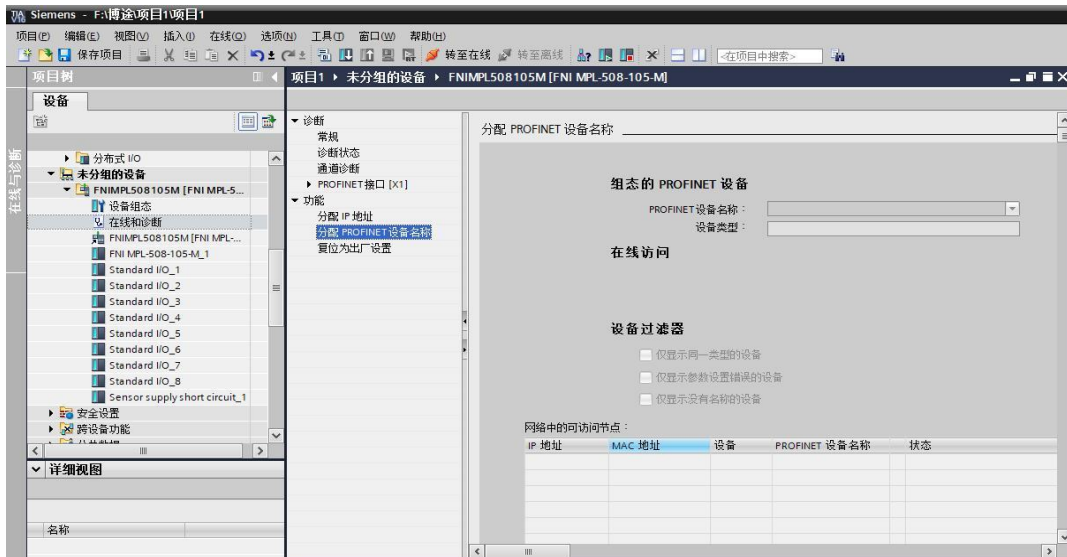 Siemens - F:\博途\项目1\项目1
项目(P) 编辑(E) 视图(V) 插入(I) 在线(O) 选项(N) 工具(T) 窗口(W) 帮助(H)
保存项目 转至在线 转至离线 <在项目中搜索>
项目树
项目1 ▸ 未分组的设备 ▸ FNIMPL508105M [FNI MPL-508-105-M]
设备
在线与诊断
分布式 I/O
未分组的设备
FNIMPL508105M [FNI MPL-5...
设备组态
在线和诊断
FNIMPL508105M [FNI MPL-...
FNI MPL-508-105-M_1
Standard I/O_1
Standard I/O_2
Standard I/O_3
Standard I/O_4
Standard I/O_5
Standard I/O_6
Standard I/O_7
Standard I/O_8
Sensor supply short circuit_1
安全设置
跨设备功能
详细视图
名称
诊断
常规
诊断状态
通道诊断
PROFINET接口 [X1]
功能
分配 IP 地址
分配 PROFINET 设备名称
复位为出厂设置
分配 PROFINET 设备名称
组态的 PROFINET 设备
PROFINET设备名称：
设备类型：
在线访问
设备过滤器
仅显示同一类型的设备
仅显示参数设置错误的设备
仅显示没有名称的设备
网络中的可访问节点：
IP 地址 MAC 地址 设备 PROFINET 设备名称 状态